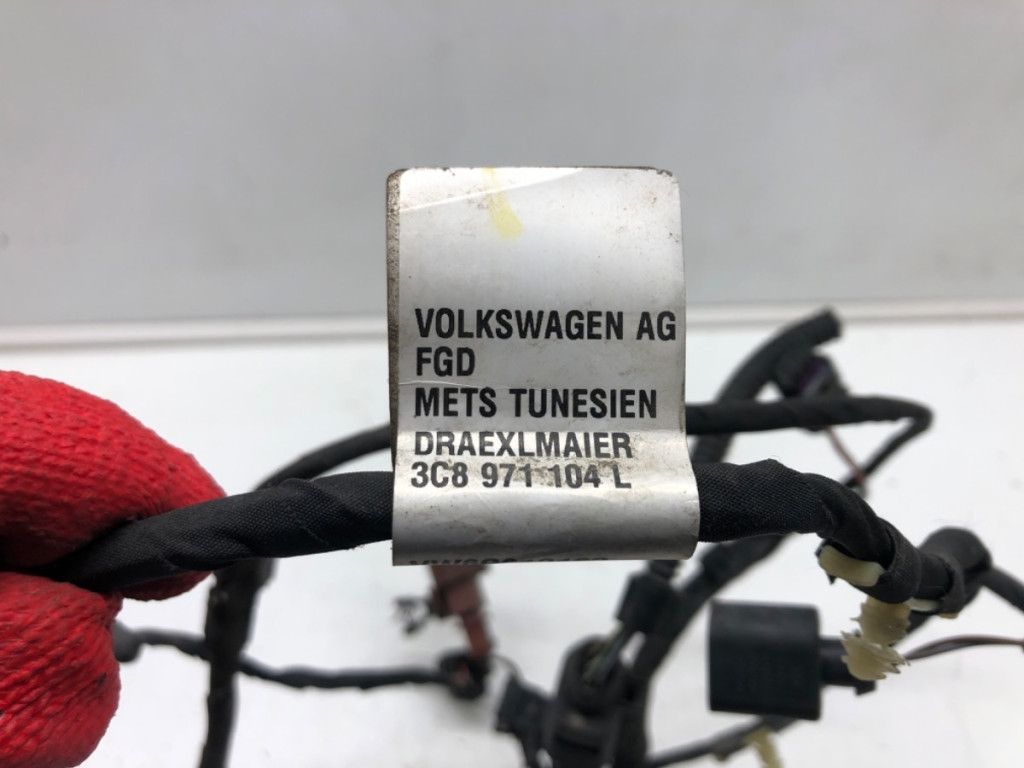 VOLKSWAGEN AG
FGD
METS TUNESIEN
DRAEXLMAIER
3C8 971 104 L